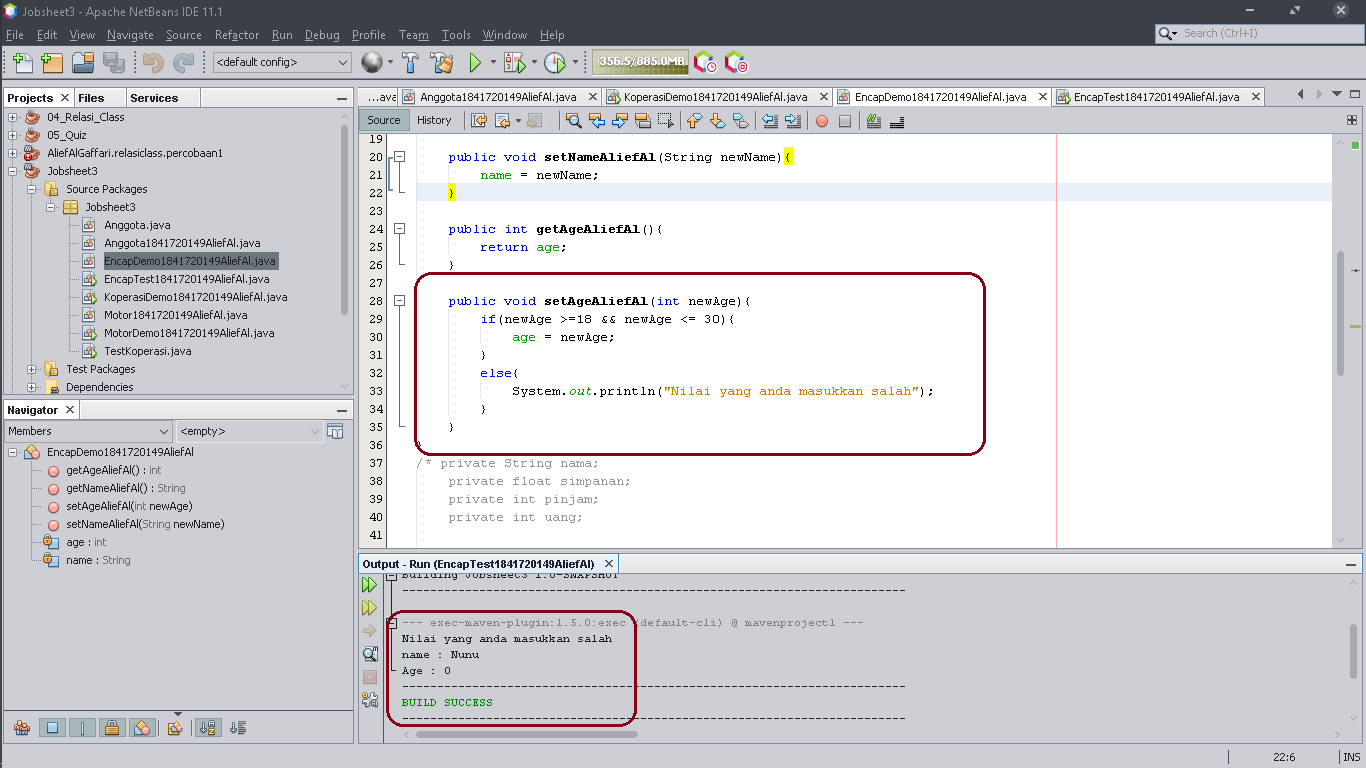 Jobsheet3 - Apache NetBeans IDE 11.1
File Edit View Navigate Source Refactor Run Debug Profile Team Tools Window Help
Search (Ctrl+I)
<default config>
356.5/885.0MB
Projects Files Services
04_Relasi_Class
05_Quiz
AliefAlGaffari.relasiclass.percobaan1
Jobsheet3
Source Packages
Jobsheet3
Anggota.java
Anggota1841720149AliefAl.java
EncapDemo1841720149AliefAl.java
EncapTest1841720149AliefAl.java
KoperasiDemo1841720149AliefAl.java
Motor1841720149AliefAl.java
MotorDemo1841720149AliefAl.java
TestKoperasi.java
Test Packages
Dependencies
Navigator
Members <empty>
EncapDemo1841720149AliefAl
getAgeAliefAl() : int
getNameAliefAl() : String
setAgeAliefAl(int newAge)
setNameAliefAl(String newName)
age : int
name : String
...ava Anggota1841720149AliefAl.java KoperasiDemo1841720149AliefAl.java EncapDemo1841720149AliefAl.java EncapTest1841720149AliefAl.java
Source History
19
20 public void setNameAliefAl(String newName){
21 name = newName;
22 }
23
24 public int getAgeAliefAl(){
25 return age;
26 }
27
28 public void setAgeAliefAl(int newAge){
29 if(newAge >=18 && newAge <= 30){
30 age = newAge;
31 }
32 else{
33 System.out.println("Nilai yang anda masukkan salah");
34 }
35 }
36 }
37 /* private String nama;
38 private float simpanan;
39 private int pinjam;
40 private int uang;
41
Output - Run (EncapTest1841720149AliefAl)
Building Jobsheet3 1.0-SNAPSHOT
------------------------------------------------------------------------
--- exec-maven-plugin:1.5.0:exec (default-cli) @ mavenproject1 ---
Nilai yang anda masukkan salah
name : Nunu
Age : 0
------------------------------------------------------------------------
BUILD SUCCESS
------------------------------------------------------------------------
22:6 INS